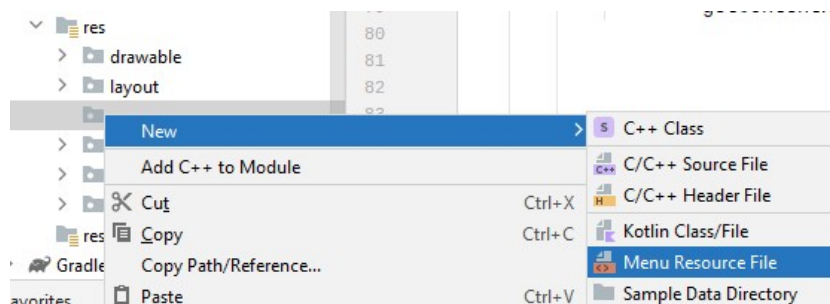 res
80
drawable
81
layout
82
New
C++ Class
Add C++ to Module
C/C++ Source File
Cut Ctrl+X
C/C++ Header File
res
Copy Ctrl+C
Kotlin Class/File
Gradle
Copy Path/Reference...
Menu Resource File
Paste Ctrl+V
Sample Data Directory